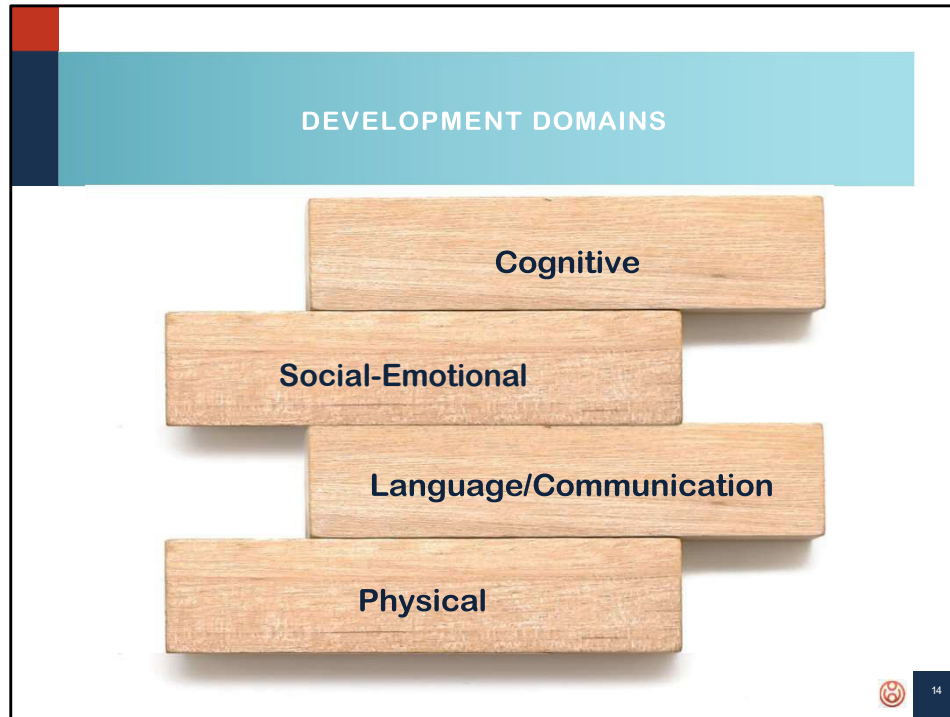 DEVELOPMENT DOMAINS
Cognitive
Social-Emotional
Language/Communication
Physical
14